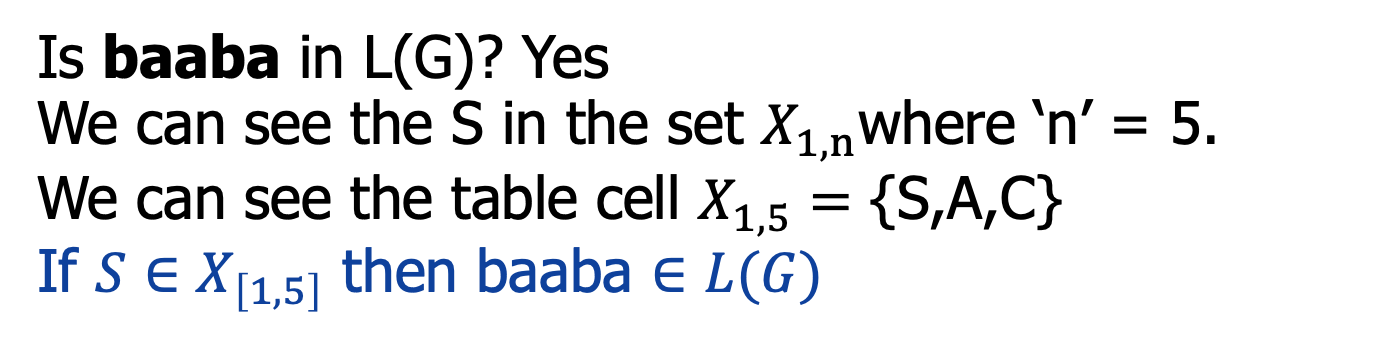 Is baaba in L(G)? Yes
We can see the S in the set X₁,ₙ where ‘n’ = 5.
We can see the table cell X₁,₅ = {S,A,C}
If S ∈ X[1,5] then baaba ∈ L(G)